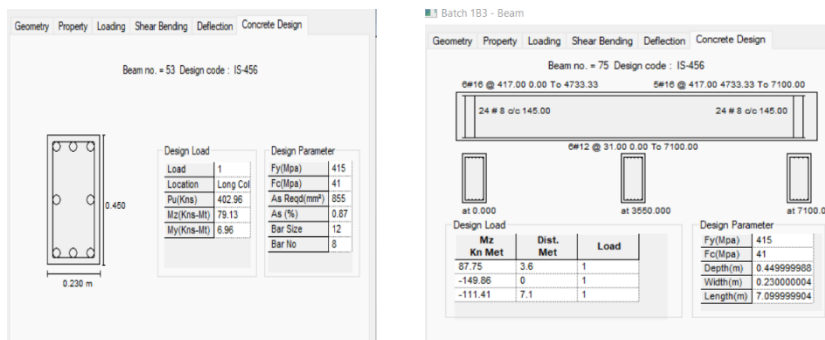 Geometry Property Loading Shear Bending Deflection Concrete Design
Beam no. = 53 Design code : IS-456
0.450
0.230 m
Design Load
Load 1
Location Long Col
Pu(Kns) 402.96
Mz(Kns-Mt) 79.13
My(Kns-Mt) 6.96
Design Parameter
Fy(Mpa) 415
Fc(Mpa) 41
As Reqd(mm²) 855
As (%) 0.87
Bar Size 12
Bar No 8
Batch 1B3 - Beam
Geometry Property Loading Shear Bending Deflection Concrete Design
Beam no. = 75 Design code : IS-456
6#16 @ 417.00 0.00 To 4733.33 5#16 @ 417.00 4733.33 To 7100.00
24 # 8 c/c 145.00 24 # 8 c/c 145.00
6#12 @ 31.00 0.00 To 7100.00
at 0.000 at 3550.000 at 7100.0
Design Load
Mz Kn Met Dist. Met Load
87.75 3.6 1
-149.86 0 1
-111.41 7.1 1
Design Parameter
Fy(Mpa) 415
Fc(Mpa) 41
Depth(m) 0.449999988
Width(m) 0.230000004
Length(m) 7.099999904